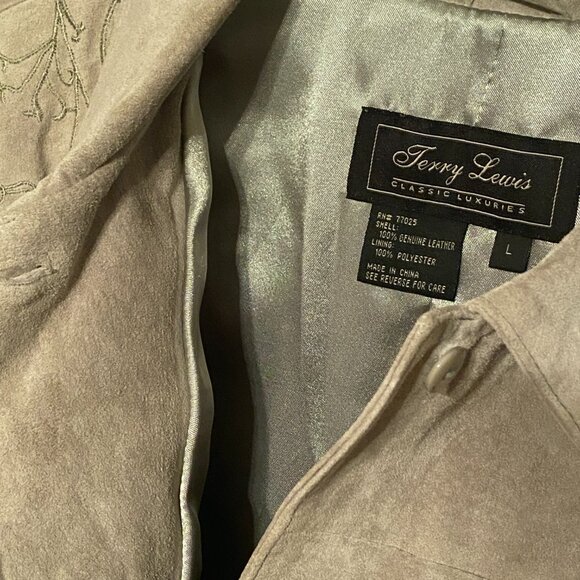 Terry Lewis
CLASSIC LUXURIES
RN# 77025
SHELL:
100% GENUINE LEATHER
LINING:
100% POLYESTER
MADE IN CHINA
SEE REVERSE FOR CARE
L